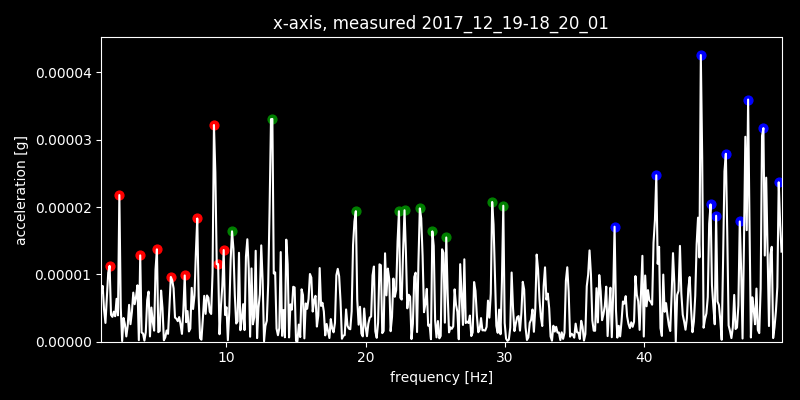 x-axis, measured 2017_12_19-18_20_01
0.00004
0.00003
0.00002
0.00001
0.00000
acceleration [g]
10 20 30 40
frequency [Hz]